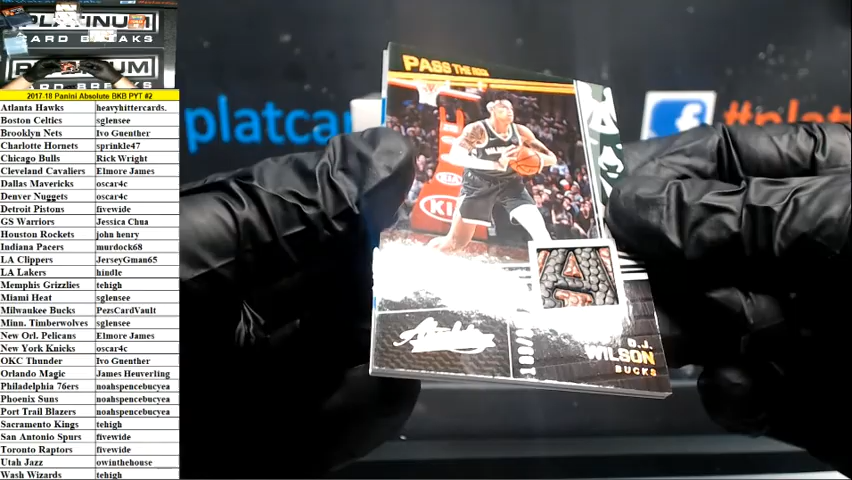 PLATINUM
CARD BREAKS
PLATINUM
CARD BREAKS
2017-18 Panini Absolute BKB PYT #2
Atlanta Hawks heavyhittercards.
Boston Celtics sglensee
Brooklyn Nets Ivo Guenther
Charlotte Hornets sprinkle47
Chicago Bulls Rick Wright
Cleveland Cavaliers Elmore James
Dallas Mavericks oscar4c
Denver Nuggets oscar4c
Detroit Pistons fivewide
GS Warriors Jessica Chua
Houston Rockets john henry
Indiana Pacers murdock68
LA Clippers JerseyGman65
LA Lakers hindle
Memphis Grizzlies tehigh
Miami Heat sglensee
Milwaukee Bucks PezsCardVault
Minn. Timberwolves sglensee
New Orl. Pelicans Elmore James
New York Knicks oscar4c
OKC Thunder Ivo Guenther
Orlando Magic James Heuverling
Philadelphia 76ers noahspencebucyea
Phoenix Suns noahspencebucyea
Port Trail Blazers noahspencebucyea
Sacramento Kings tehigh
San Antonio Spurs fivewide
Toronto Raptors fivewide
Utah Jazz owinthehouse
Wash Wizards tehigh
platcar
f
#plat
PASS THE ROCK
KIA
KIA
Absolute
D.J.
WILSON
BUCKS